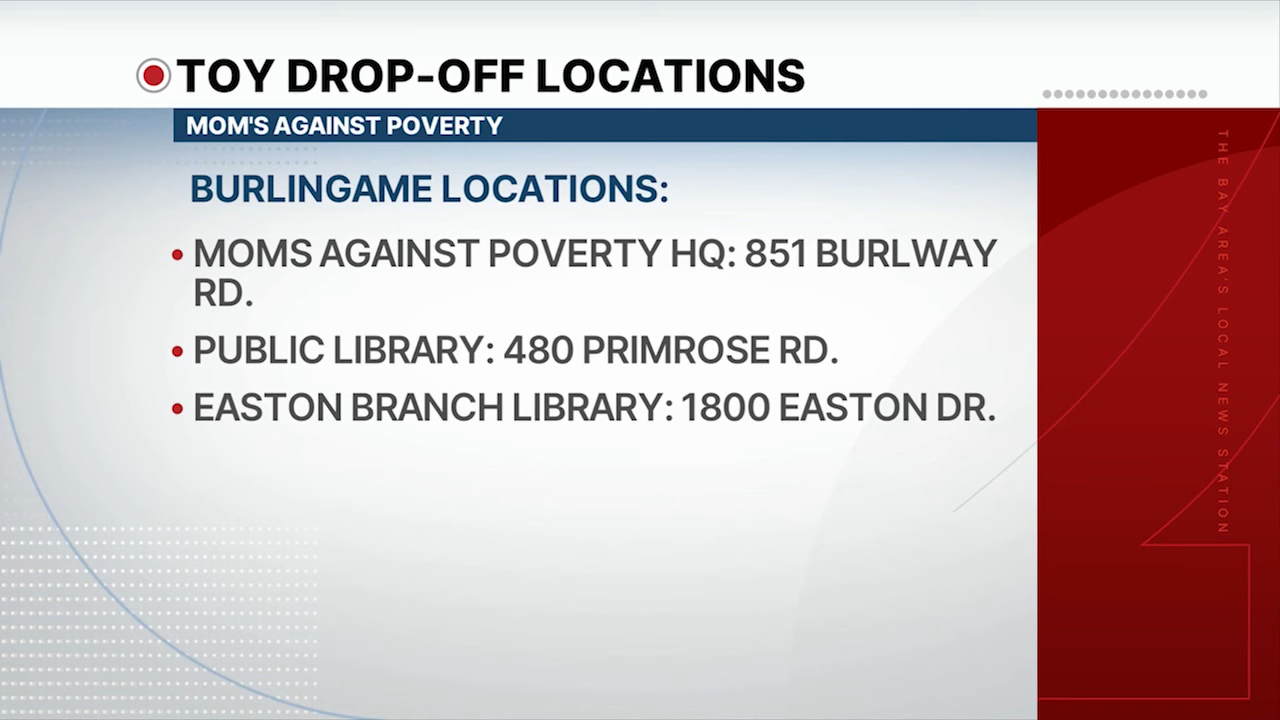 TOY DROP-OFF LOCATIONS
MOM'S AGAINST POVERTY
BURLINGAME LOCATIONS:
• MOMS AGAINST POVERTY HQ: 851 BURLWAY
RD.
• PUBLIC LIBRARY: 480 PRIMROSE RD.
• EASTON BRANCH LIBRARY: 1800 EASTON DR.
THE BAY AREA'S LOCAL NEWS STATION